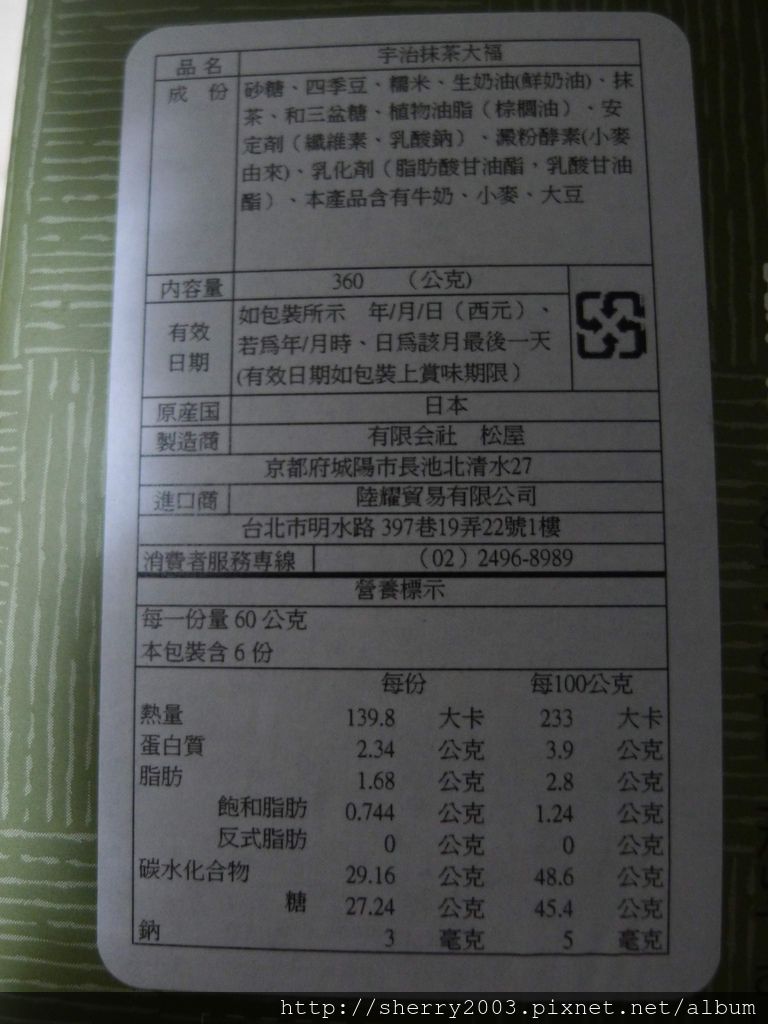 品名 宇治抹茶大福
成份 砂糖、四季豆、糯米、生奶油(鮮奶油)、抹
茶、和三盆糖、植物油脂（棕櫚油）、安
定劑（纖維素、乳酸鈉）、澱粉酵素(小麥
由來)、乳化劑（脂肪酸甘油酯，乳酸甘油
酯）、本產品含有牛奶、小麥、大豆
內容量 360 （公克）
有效 如包裝所示 年/月/日（西元）、
日期 若為年/月時、日為該月最後一天
(有效日期如包裝上賞味期限）
原産国 日本
製造商 有限会社 松屋
京都府城陽市長池北清水27
進口商 陸耀貿易有限公司
台北市明水路 397巷19弄22號1樓
消費者服務專線 （02）2496-8989
營養標示
每一份量 60 公克
本包裝含 6 份
每份 每100公克
熱量 139.8 大卡 233 大卡
蛋白質 2.34 公克 3.9 公克
脂肪 1.68 公克 2.8 公克
飽和脂肪 0.744 公克 1.24 公克
反式脂肪 0 公克 0 公克
碳水化合物 29.16 公克 48.6 公克
糖 27.24 公克 45.4 公克
鈉 3 毫克 5 毫克
http://sherry2003.pixnet.net/album